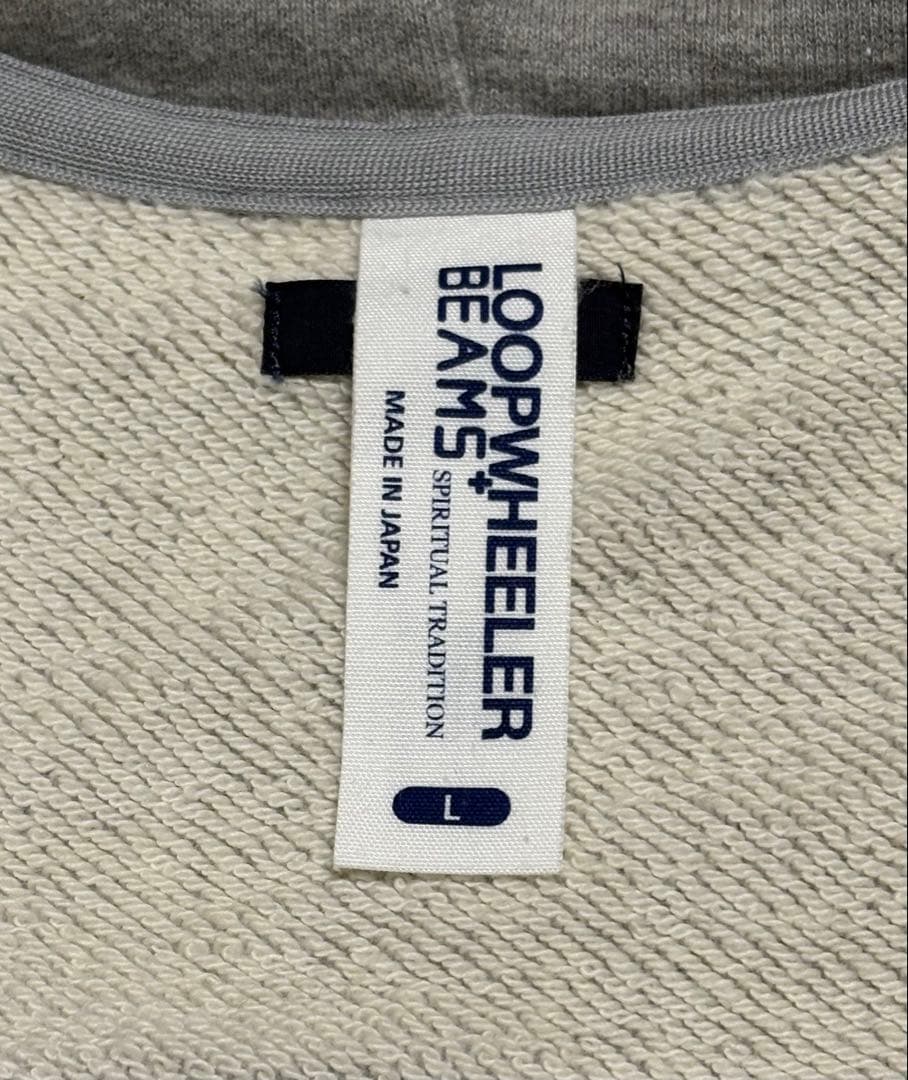 LOOPWHEELER
BEAMS+
SPIRITUAL TRADITION
MADE IN JAPAN
L